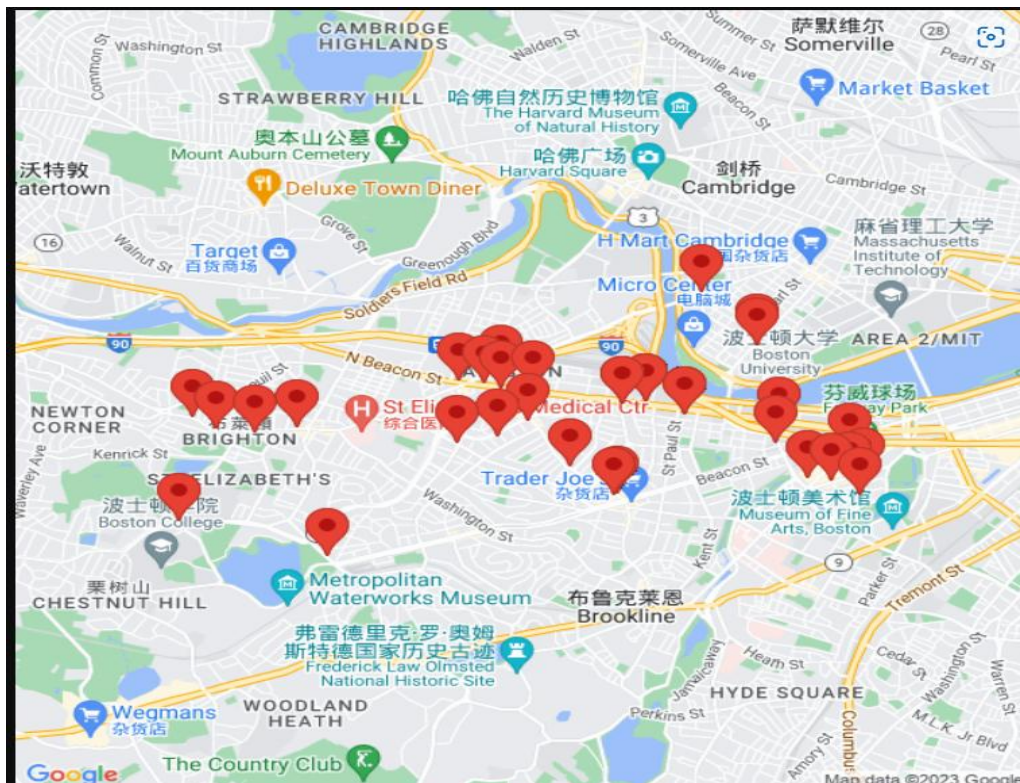 CAMBRIDGE
HIGHLANDS
Washington St
Common St
Walden St
Summer St
萨默维尔
Somerville
28
Pearl St
Somerville Ave
Market Basket
Beacon St
STRAWBERRY HILL
哈佛自然历史博物馆
The Harvard Museum
of Natural History
奥本山公墓
Mount Auburn Cemetery
哈佛广场
Harvard Square
剑桥
Cambridge
Cambridge St
沃特敦
Watertown
Deluxe Town Diner
16
Walnut St
Grove St
Greenough Blvd
3
H Mart Cambridge
国杂货店
麻省理工大学
Massachusetts
Institute of
Technology
Target
百货商场
Soldiers Field Rd
Micro Center
电脑城
90
90
N Beacon St
波士顿大学
Boston
University
AREA 2/MIT
芬威球场
Fenway Park
NEWTON
CORNER
BRIGHTON
St Eli
Medical Ctr
综合医
Kenrick St
Waverley Ave
ST ELIZABETH'S
波士顿学院
Boston College
Trader Joe's
杂货店
St Paul St
Beacon St
波士顿美术馆
Museum of Fine
Arts, Boston
Washington St
Kent St
9
Parker St
Tremont St
栗树山
CHESTNUT HILL
Metropolitan
Waterworks Museum
布鲁克莱恩
Brookline
弗雷德里克·罗·奥姆
斯特德国家历史古迹
Frederick Law Olmsted
National Historic Site
Jamaicaway
Heath St
Cedar St
Washington St
Warren St
HYDE SQUARE
Perkins St
M.L.K. Jr Blvd
Wegmans
杂货店
WOODLAND
HEATH
Amory St
Columbu
The Country Club
Google
Map data ©2023 Google